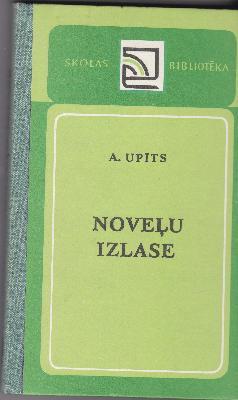 SKOLAS BIBLIOTĒKA
A. UPĪTS
NOVEĻU
IZLASE